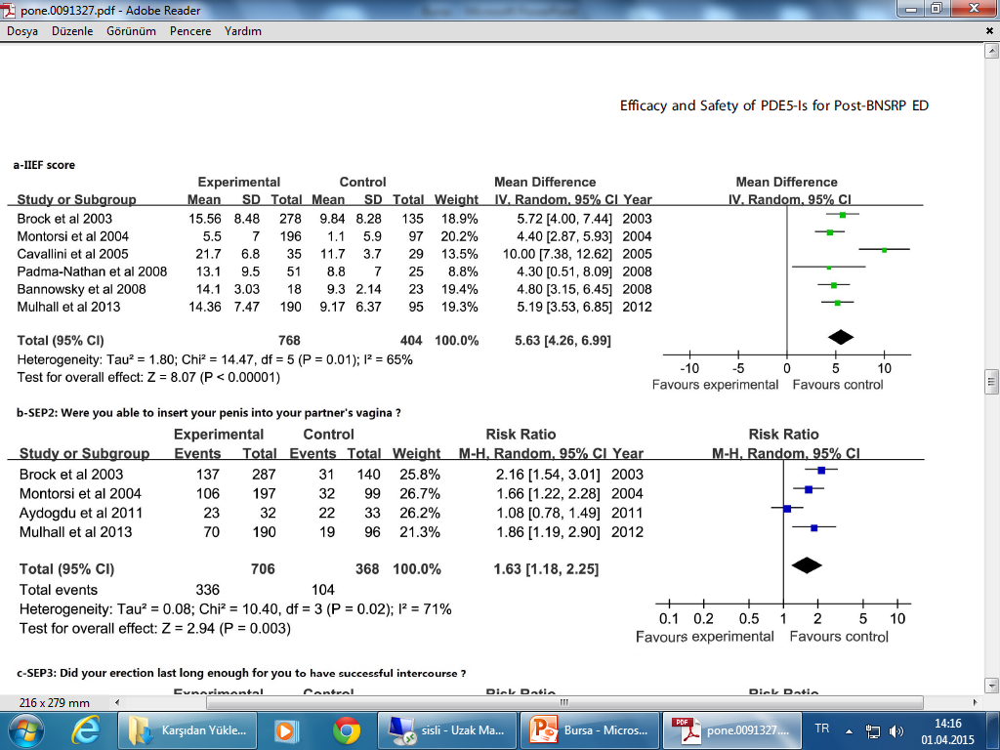 pone.0091327.pdf - Adobe Reader
Dosya Düzenle Görünüm Pencere Yardım
Efficacy and Safety of PDE5-Is for Post-BNSRP ED
a-IIEF score
Experimental Control Mean Difference Mean Difference
Study or Subgroup Mean SD Total Mean SD Total Weight IV. Random, 95% CI Year IV. Random, 95% CI
Brock et al 2003 15.56 8.48 278 9.84 8.28 135 18.9% 5.72 [4.00, 7.44] 2003
Montorsi et al 2004 5.5 7 196 1.1 5.9 97 20.2% 4.40 [2.87, 5.93] 2004
Cavallini et al 2005 21.7 6.8 35 11.7 3.7 29 13.5% 10.00 [7.38, 12.62] 2005
Padma-Nathan et al 2008 13.1 9.5 51 8.8 7 25 8.8% 4.30 [0.51, 8.09] 2008
Bannowsky et al 2008 14.1 3.03 18 9.3 2.14 23 19.4% 4.80 [3.15, 6.45] 2008
Mulhall et al 2013 14.36 7.47 190 9.17 6.37 95 19.3% 5.19 [3.53, 6.85] 2012
Total (95% CI) 768 404 100.0% 5.63 [4.26, 6.99]
Heterogeneity: Tau² = 1.80; Chi² = 14.47, df = 5 (P = 0.01); I² = 65%
Test for overall effect: Z = 8.07 (P < 0.00001)
-10 -5 0 5 10
Favours experimental Favours control
b-SEP2: Were you able to insert your penis into your partner's vagina ?
Experimental Control Risk Ratio Risk Ratio
Study or Subgroup Events Total Events Total Weight M-H, Random, 95% CI Year M-H, Random, 95% CI
Brock et al 2003 137 287 31 140 25.8% 2.16 [1.54, 3.01] 2003
Montorsi et al 2004 106 197 32 99 26.7% 1.66 [1.22, 2.28] 2004
Aydogdu et al 2011 23 32 22 33 26.2% 1.08 [0.78, 1.49] 2011
Mulhall et al 2013 70 190 19 96 21.3% 1.86 [1.19, 2.90] 2012
Total (95% CI) 706 368 100.0% 1.63 [1.18, 2.25]
Total events 336 104
Heterogeneity: Tau² = 0.08; Chi² = 10.40, df = 3 (P = 0.02); I² = 71%
Test for overall effect: Z = 2.94 (P = 0.003)
0.1 0.2 0.5 1 2 5 10
Favours experimental Favours control
c-SEP3: Did your erection last long enough for you to have successful intercourse ?
Experimental Control Risk Ratio Risk Ratio
216 x 279 mm
Karşıdan Yükle... sisli - Uzak Ma... Bursa - Micros... PDF pone.0091327.... TR 14:16
01.04.2015